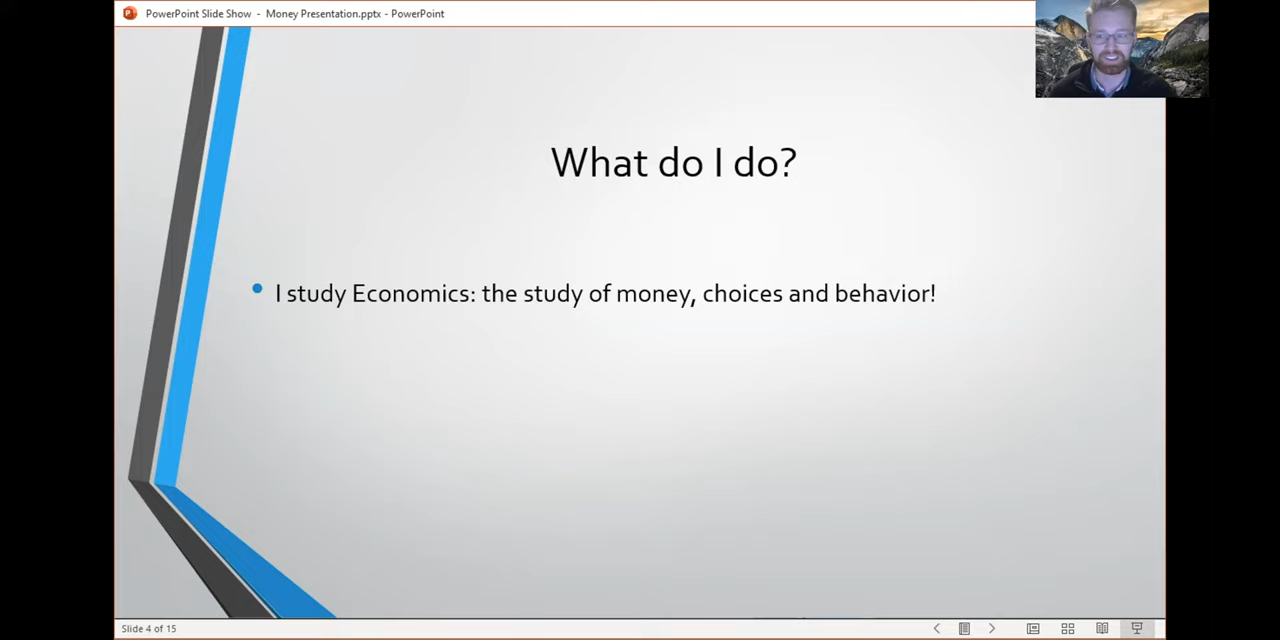 PowerPoint Slide Show - Money Presentation.pptx - PowerPoint
What do I do?
• I study Economics: the study of money, choices and behavior!
Slide 4 of 15